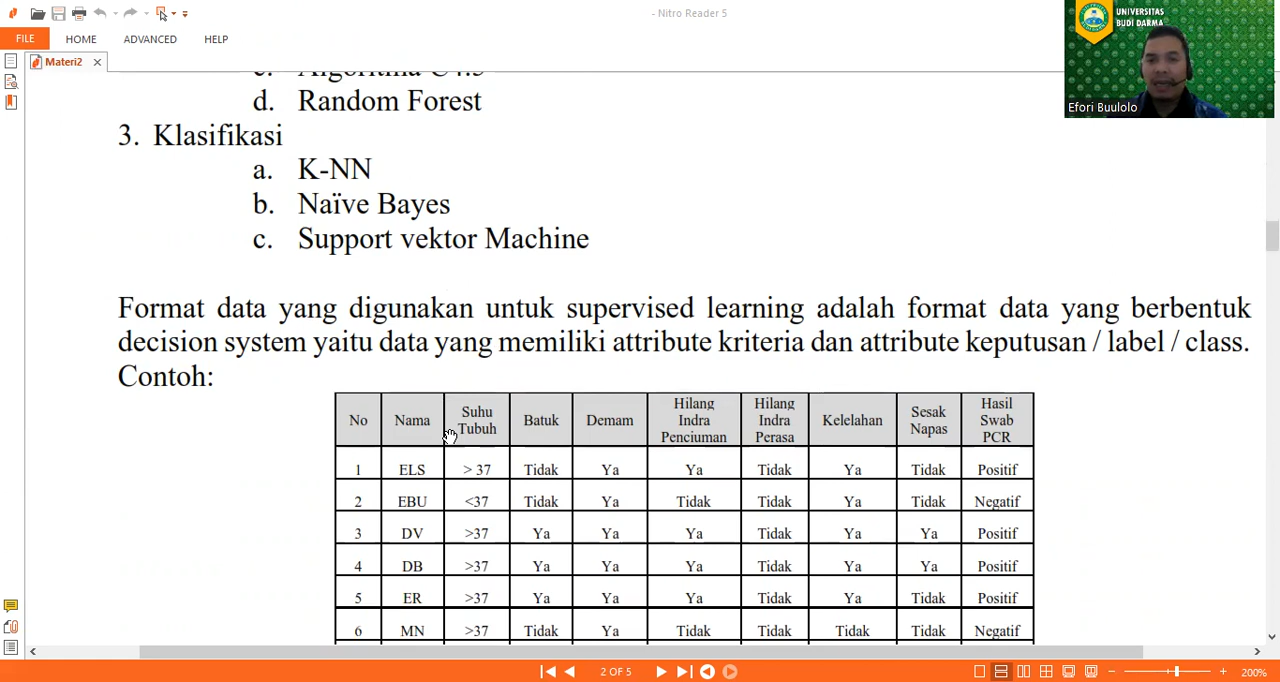 - Nitro Reader 5
FILE HOME ADVANCED HELP
Materi2
UNIVERSITAS
BUDI DARMA
Efori Buulolo
c. Algoritma C4.5
d. Random Forest
3. Klasifikasi
a. K-NN
b. Naïve Bayes
c. Support vektor Machine
Format data yang digunakan untuk supervised learning adalah format data yang berbentuk
decision system yaitu data yang memiliki attribute kriteria dan attribute keputusan / label / class.
Contoh:
No Nama Suhu Tubuh Batuk Demam Hilang Indra Penciuman Hilang Indra Perasa Kelelahan Sesak Napas Hasil Swab PCR
1 ELS > 37 Tidak Ya Ya Tidak Ya Tidak Positif
2 EBU <37 Tidak Ya Tidak Tidak Ya Tidak Negatif
3 DV >37 Ya Ya Ya Tidak Ya Ya Positif
4 DB >37 Ya Ya Ya Tidak Ya Ya Positif
5 ER >37 Ya Ya Ya Tidak Ya Tidak Positif
6 MN >37 Tidak Ya Tidak Tidak Tidak Tidak Negatif
2 OF 5
200%